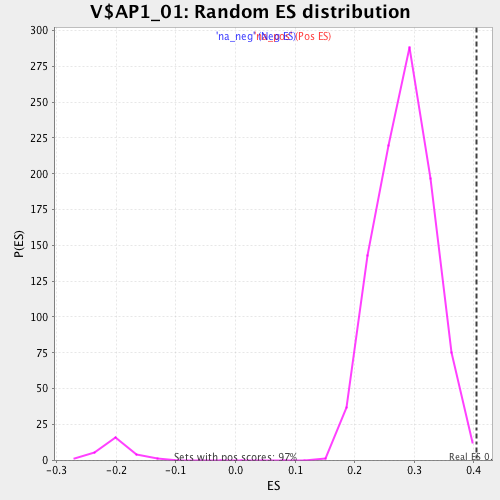 V$AP1_01: Random ES distribution
'na_neg' (Neg ES) (Pos ES)
300
275
250
225
200
175
150
125
100
75
50
25
0
P(ES)
Sets with pos scores: 97%
Real ES 0.
-0.3 -0.2 -0.1 0.0 0.1 0.2 0.3 0.4
ES